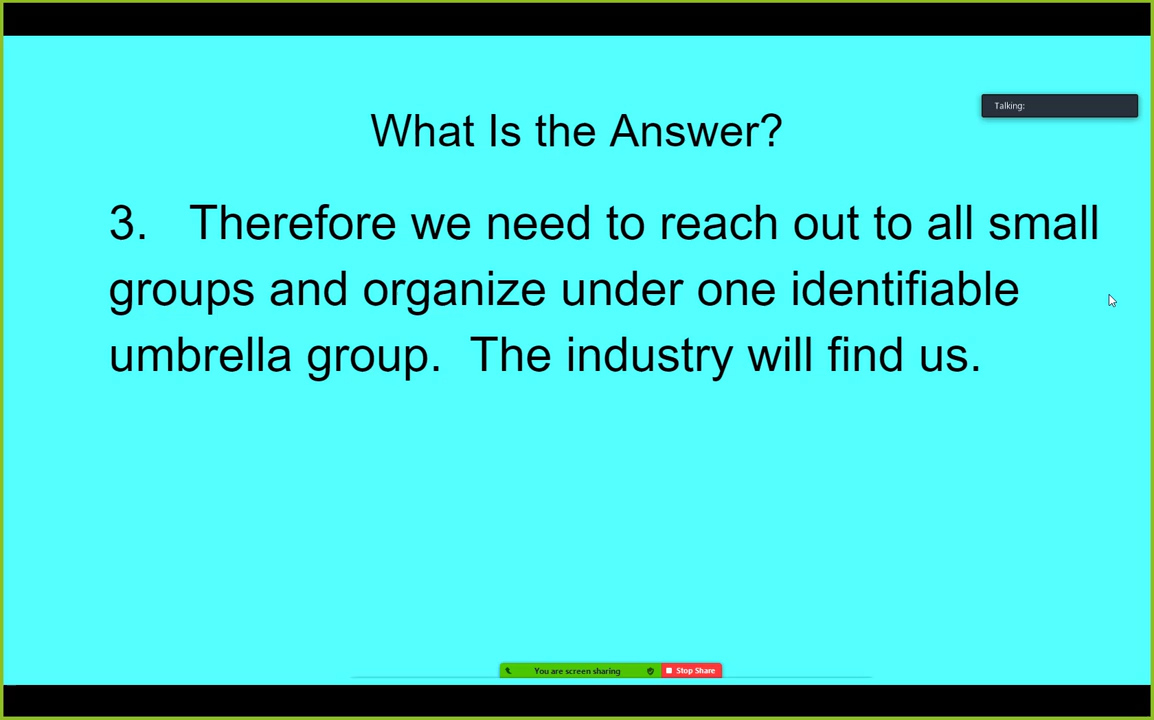 Talking:
What Is the Answer?
3. Therefore we need to reach out to all small
groups and organize under one identifiable
umbrella group. The industry will find us.
You are screen sharing
Stop Share